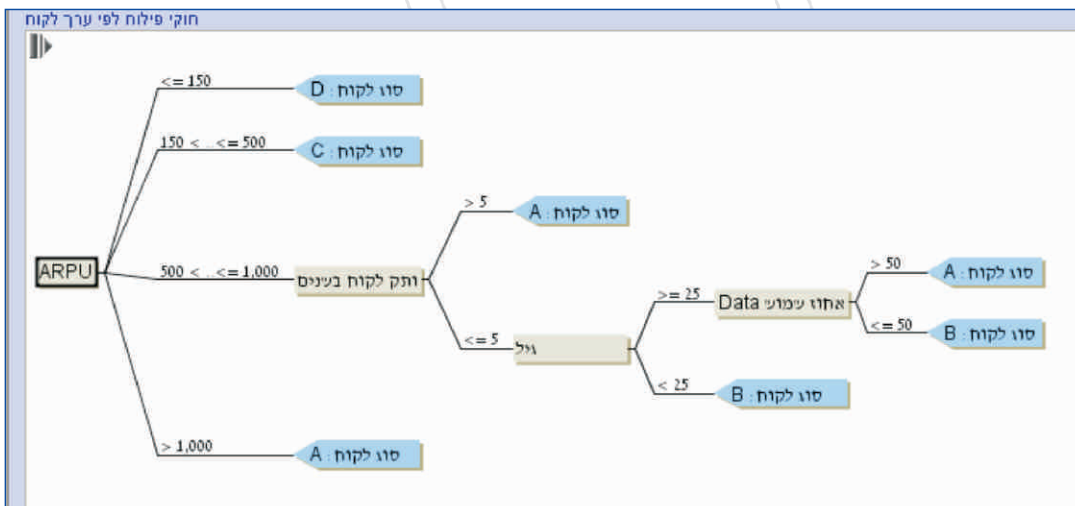 חוקי פילוח לפי ערך לקוח
<= 150
סוג לקוח : D
150 < ..<= 500
סוג לקוח : C
> 5
סוג לקוח : A
ARPU
500 < ..<= 1,000
ותק לקוח בשנים
> 50
סוג לקוח : A
>= 25
אחוז שמוש Data
<= 50
סוג לקוח : B
<= 5
גיל
< 25
סוג לקוח : B
> 1,000
סוג לקוח : A